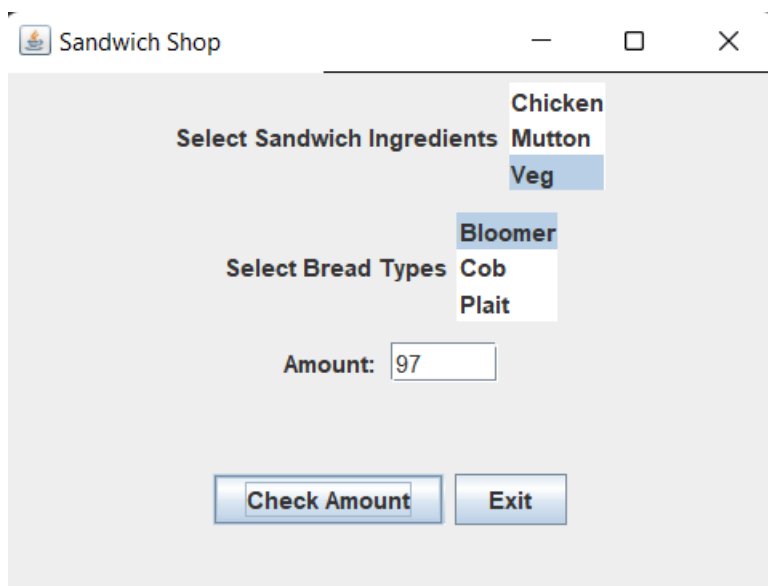 Sandwich Shop
Chicken
Select Sandwich Ingredients Mutton
Veg
Bloomer
Select Bread Types Cob
Plait
Amount: 97
Check Amount Exit